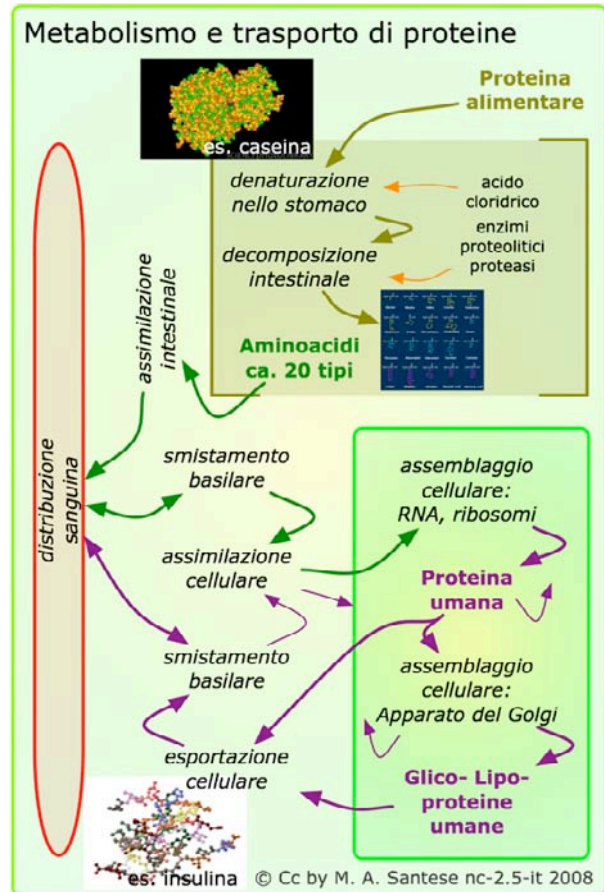 Metabolismo e trasporto di proteine
es. caseina
Proteina
alimentare
denaturazione
nello stomaco
acido
cloridrico
enzimi
proteolitici
proteasi
decomposizione
intestinale
Aminoacidi
ca. 20 tipi
assimilazione
intestinale
distribuzione
sanguina
smistamento
basilare
assimilazione
cellulare
smistamento
basilare
esportazione
cellulare
assemblaggio
cellulare:
RNA, ribosomi
Proteina
umana
assemblaggio
cellulare:
Apparato del Golgi
Glico- Lipo-
proteine
umane
es. insulina
© Cc by M. A. Santese nc-2.5-it 2008